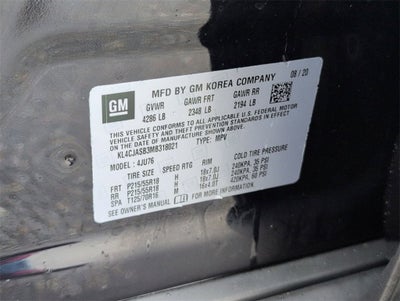 GM
MFD BY GM KOREA COMPANY 08/20
GVWR GAWR FRT GAWR RR
4286 LB 2348 LB 2194 LB
THIS VEHICLE CONFORMS TO ALL APPLICABLE U.S. FEDERAL MOTOR
VEHICLE SAFETY AND THEFT PREVENTION STANDARDS IN EFFECT ON THE
DATE OF MANUFACTURE SHOWN ABOVE.
KL4CJASB3MB318021 TYPE: MPV
MODEL: 4JU76
TIRE SIZE SPEED RTG RIM COLD TIRE PRESSURE
FRT P215/55R18 H 18x7.0J 240KPA, 35 PSI
RR P215/55R18 H 18x7.0J 240KPA, 35 PSI
SPA T125/70R16 M 16x4.0T 420KPA, 60 PSI
SEE OWNER'S MANUAL FOR ADDITIONAL INFORMATION.